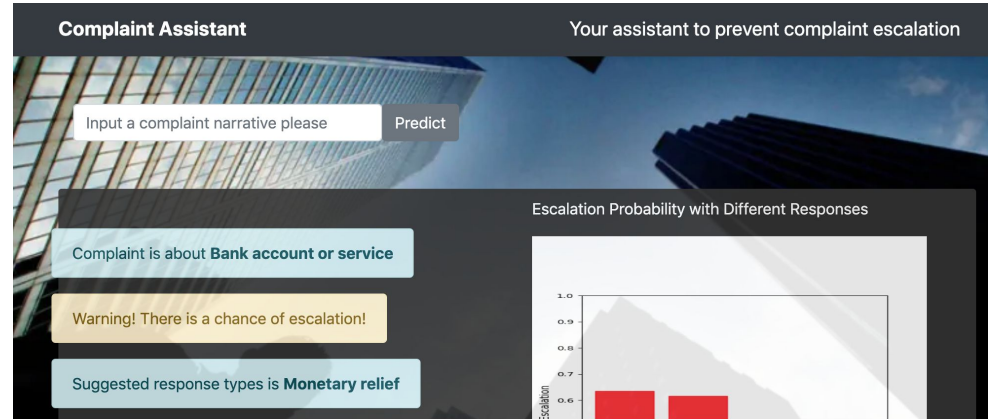 Complaint Assistant
Your assistant to prevent complaint escalation
Input a complaint narrative please
Predict
Complaint is about Bank account or service
Warning! There is a chance of escalation!
Suggested response types is Monetary relief
Escalation Probability with Different Responses
1.0
0.9
0.8
0.7
0.6
Escalation